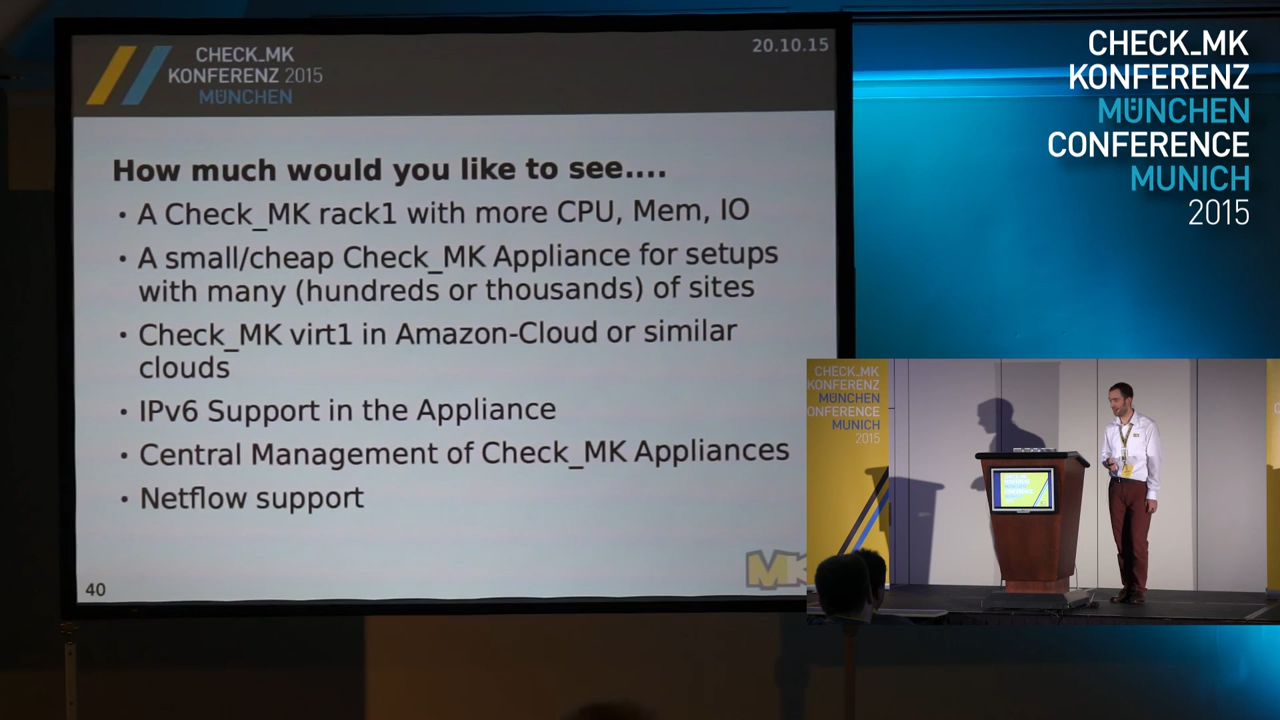 CHECK_MK
KONFERENZ 2015
MÜNCHEN
20.10.15
How much would you like to see....
• A Check_MK rack1 with more CPU, Mem, IO
• A small/cheap Check_MK Appliance for setups
with many (hundreds or thousands) of sites
• Check_MK virt1 in Amazon-Cloud or similar
clouds
• IPv6 Support in the Appliance
• Central Management of Check_MK Appliances
• Netflow support
40
MK
CHECK_MK
KONFERENZ
MÜNCHEN
CONFERENCE
MUNICH
2015
CHECK_MK
KONFERENZ
MÜNCHEN
ONFERENCE
MUNICH
2015